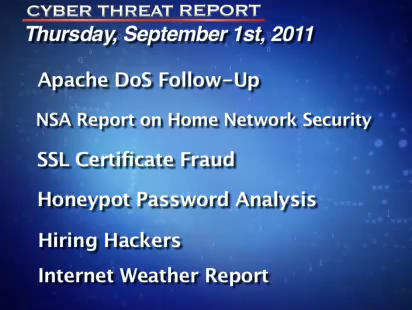 CYBER THREAT REPORT
Thursday, September 1st, 2011
Apache DoS Follow-Up
NSA Report on Home Network Security
SSL Certificate Fraud
Honeypot Password Analysis
Hiring Hackers
Internet Weather Report